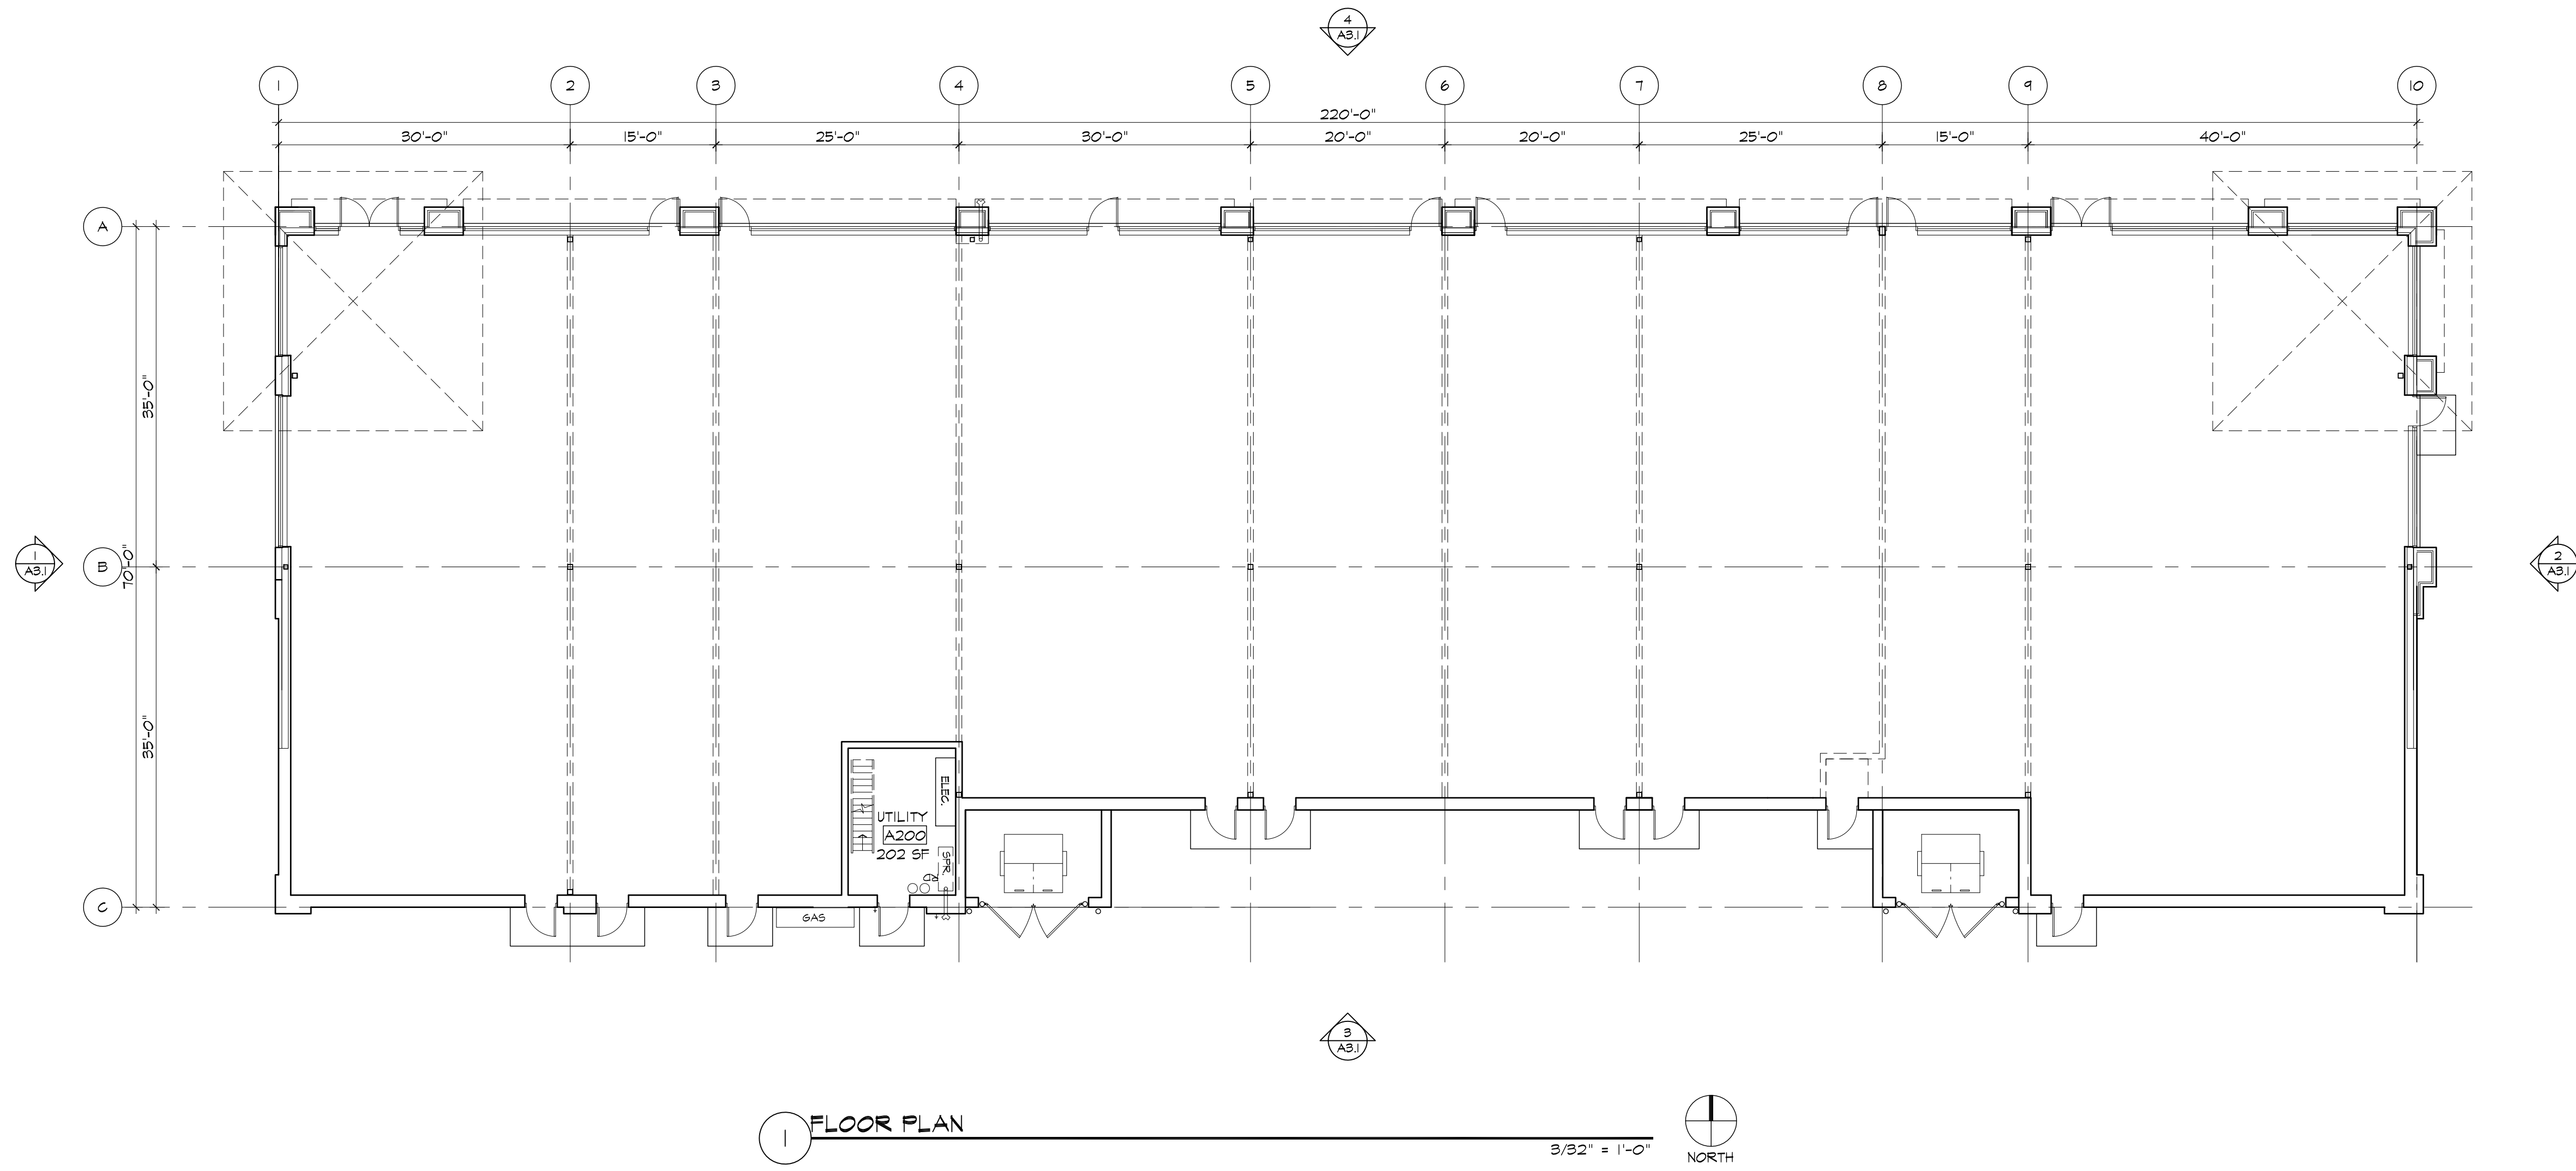 4
A3.1
1
2
3
4
5
6
7
8
9
10
220'-0"
30'-0"
15'-0"
25'-0"
30'-0"
20'-0"
20'-0"
25'-0"
15'-0"
40'-0"
A
35'-0"
1
A3.1
B
70'-0"
2
A3.1
35'-0"
ELEC.
UTILITY
A200
202 SF
SPR.
C
GAS
3
A3.1
1
FLOOR PLAN
3/32" = 1'-0"
NORTH